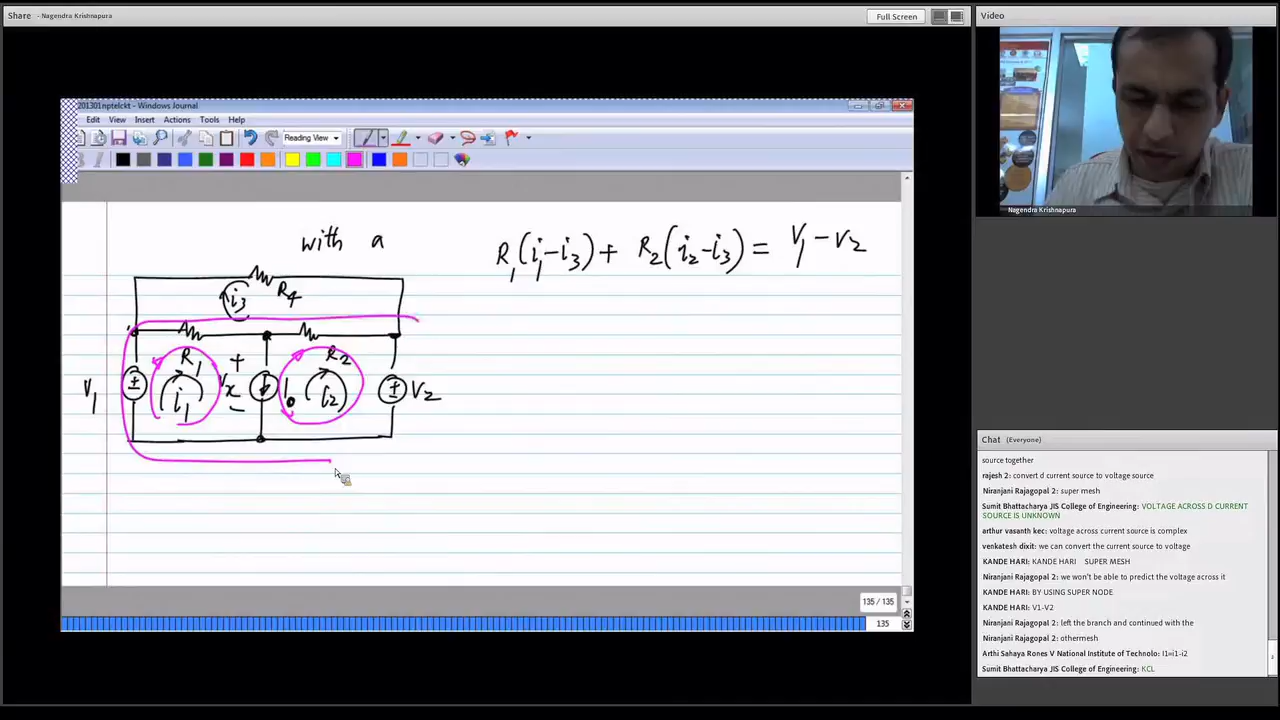 Share - Nagendra Krishnapura
Full Screen
Video
201301nptelckt - Windows Journal
Edit View Insert Actions Tools Help
Reading View
with a
R1(i1-i3) + R2(i2-i3) = V1 - V2
R4
i3
R1
R2
V1
+
Vx
-
I0
i1
i2
V2
135 / 135
135
Nagendra Krishnapura
Chat (Everyone)
source together
rajesh 2: convert d current source to voltage source
Niranjani Rajagopal 2: super mesh
Sumit Bhattacharya JIS College of Engineering: VOLTAGE ACROSS D CURRENT
SOURCE IS UNKNOWN
arthur vasanth kec: voltage across current source is complex
venkatesh dixit: we can convert the current source to voltage
KANDE HARI: KANDE HARI SUPER MESH
Niranjani Rajagopal 2: we won't be able to predict the voltage across it
KANDE HARI: BY USING SUPER NODE
KANDE HARI: V1-V2
Niranjani Rajagopal 2: left the branch and continued with the
Niranjani Rajagopal 2: othermesh
Arthi Sahaya Rones V National Institute of Technolo: I1=i1-i2
Sumit Bhattacharya JIS College of Engineering: KCL